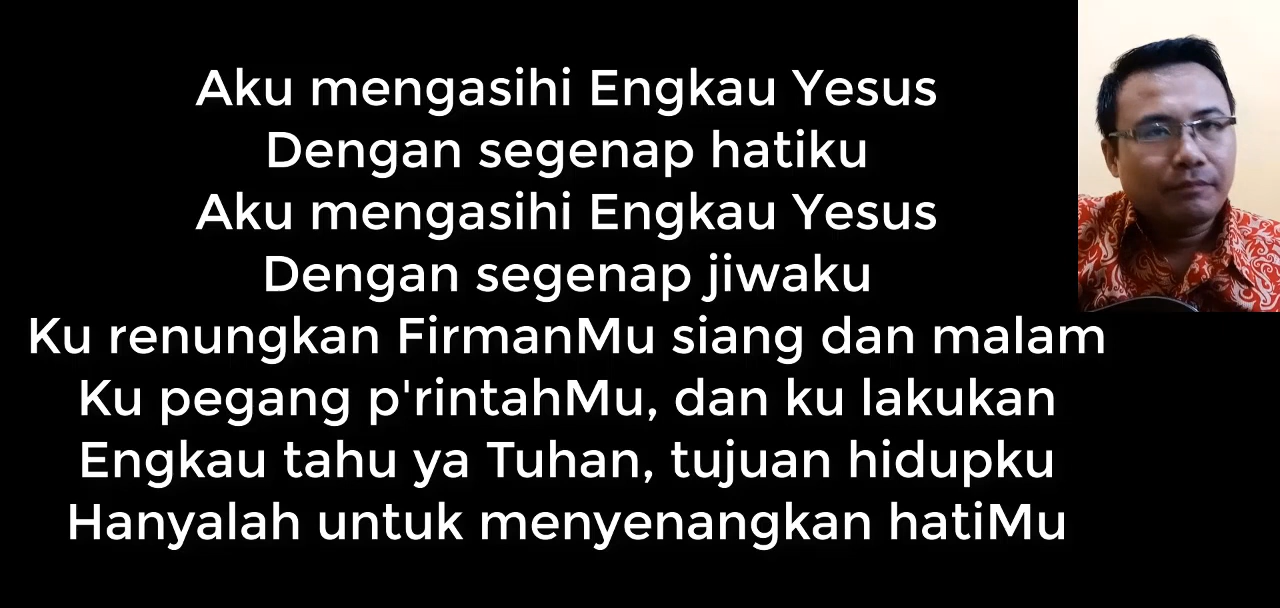 Aku mengasihi Engkau Yesus
Dengan segenap hatiku
Aku mengasihi Engkau Yesus
Dengan segenap jiwaku
Ku renungkan FirmanMu siang dan malam
Ku pegang p'rintahMu, dan ku lakukan
Engkau tahu ya Tuhan, tujuan hidupku
Hanyalah untuk menyenangkan hatiMu